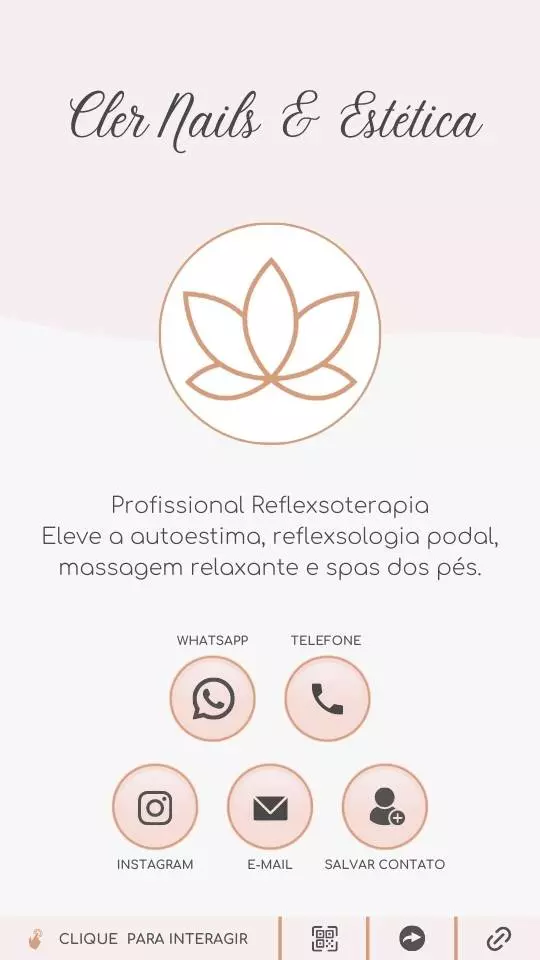 Cler Nails & Estética
Profissional Reflexsoterapia
Eleve a autoestima, reflexsologia podal,
massagem relaxante e spas dos pés.
WHATSAPP TELEFONE
INSTAGRAM E-MAIL SALVAR CONTATO
CLIQUE PARA INTERAGIR